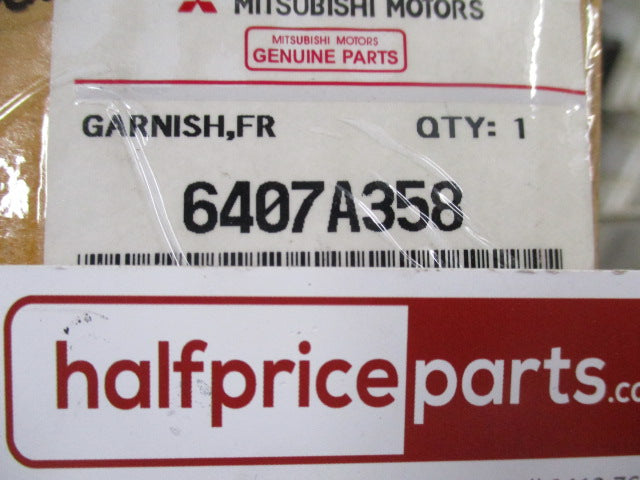 MITSUBISHI MOTORS
MITSUBISHI MOTORS
GENUINE PARTS
GARNISH,FR QTY: 1
6407A358
halfpriceparts.co